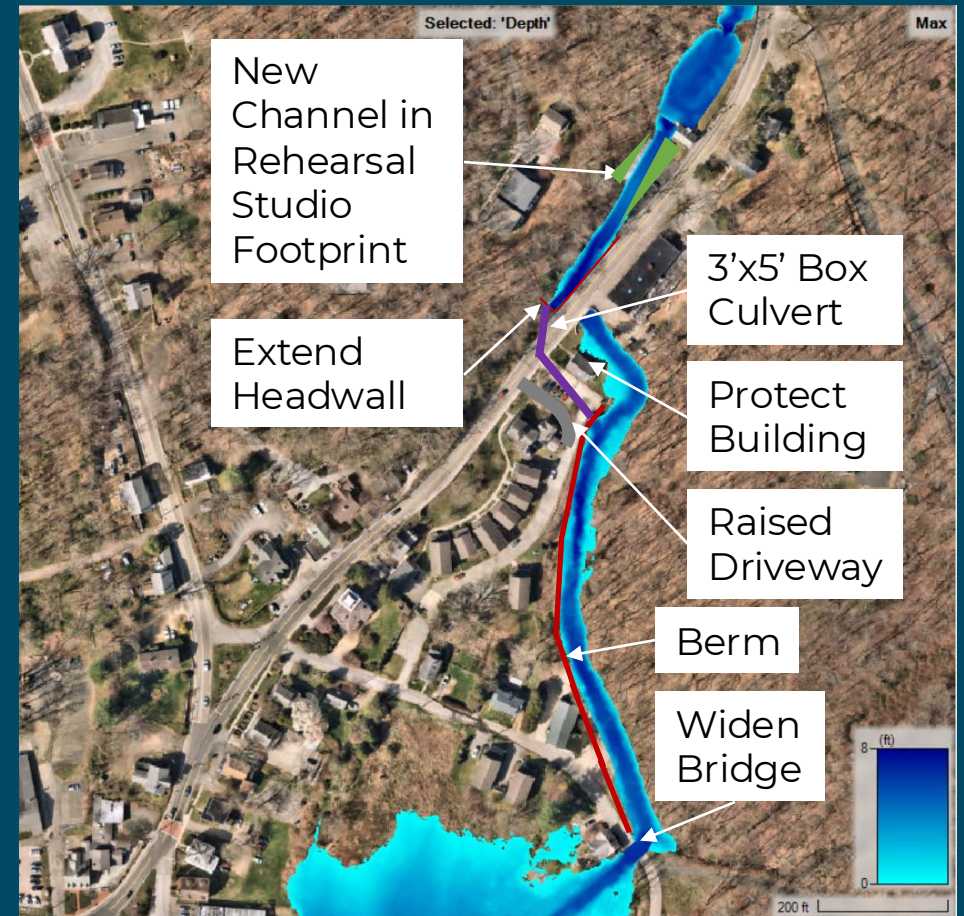 Selected: 'Depth'
Max
New
Channel in
Rehearsal
Studio
Footprint
3’x5’ Box
Culvert
Extend
Headwall
Protect
Building
Raised
Driveway
Berm
Widen
Bridge
(ft)
8
0
200 ft